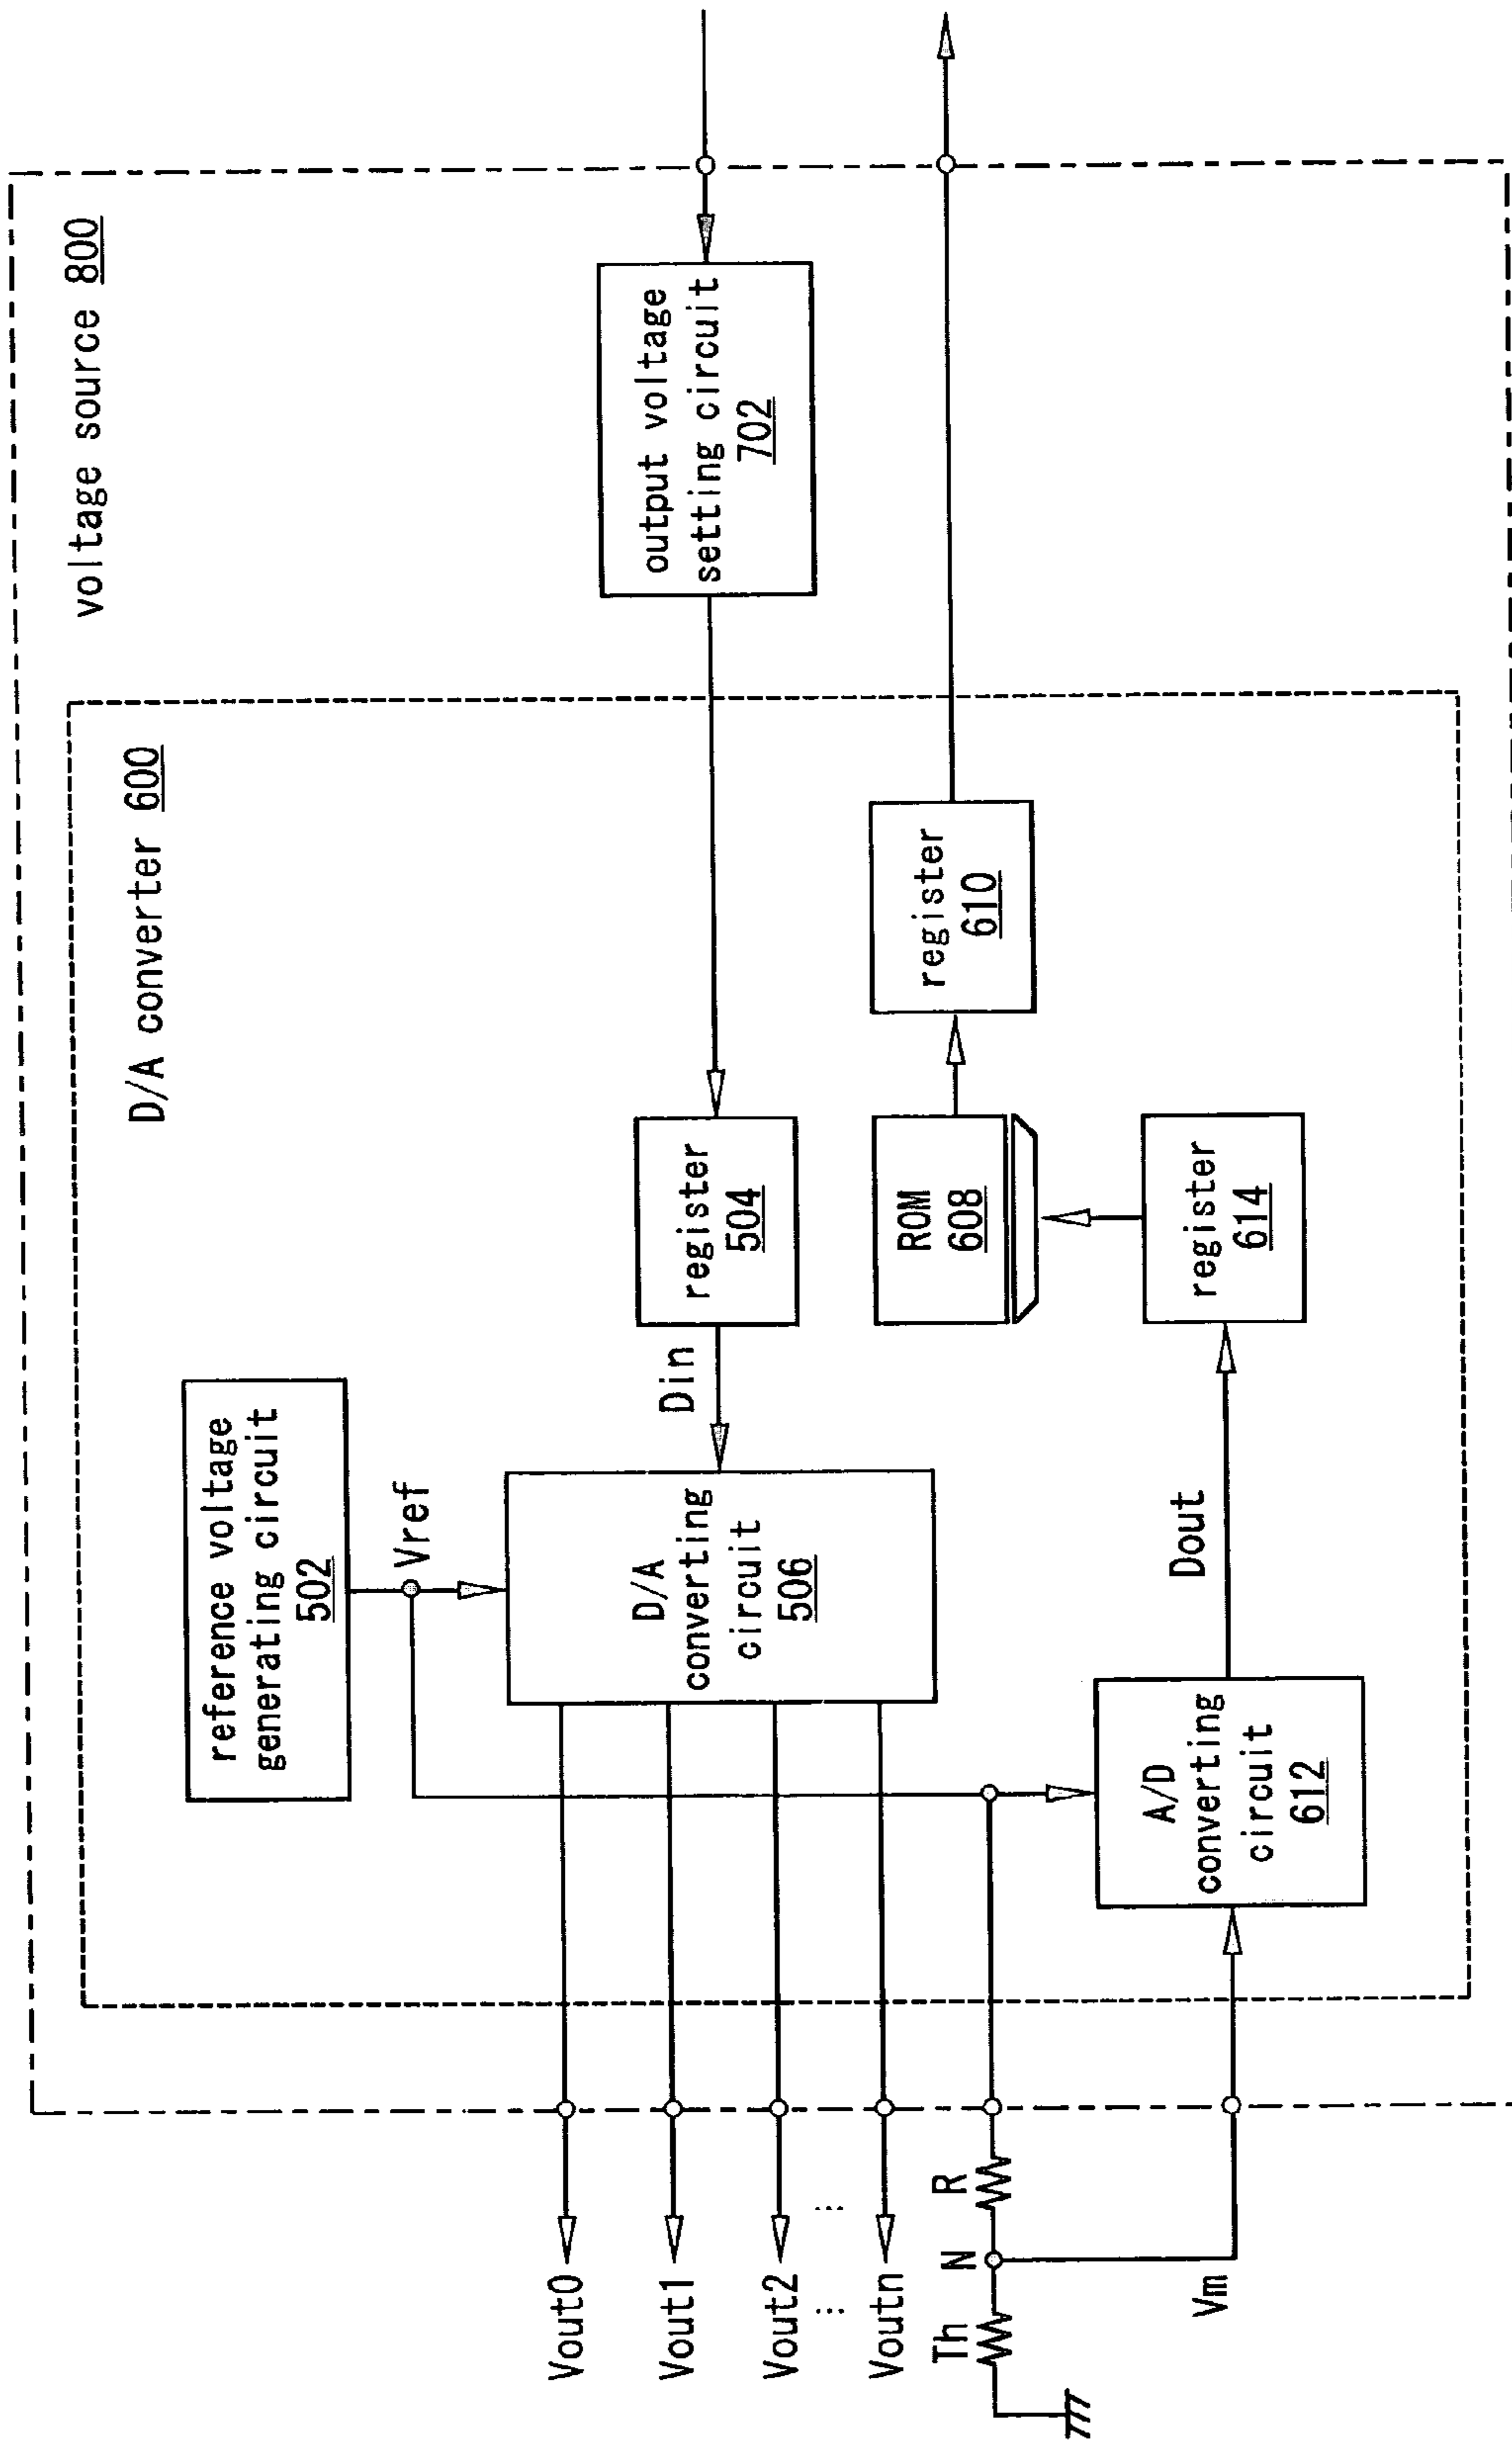 voltage source 800
D/A converter 600
reference voltage
generating circuit
502
Vref
output voltage
setting circuit
702
register
504
Din
D/A
converting
circuit
506
Vout0
Vout1
Vout2
⋮
⋮
Voutn
register
610
ROM
608
register
614
Dout
A/D
converting
circuit
612
Th
N
R
Vm